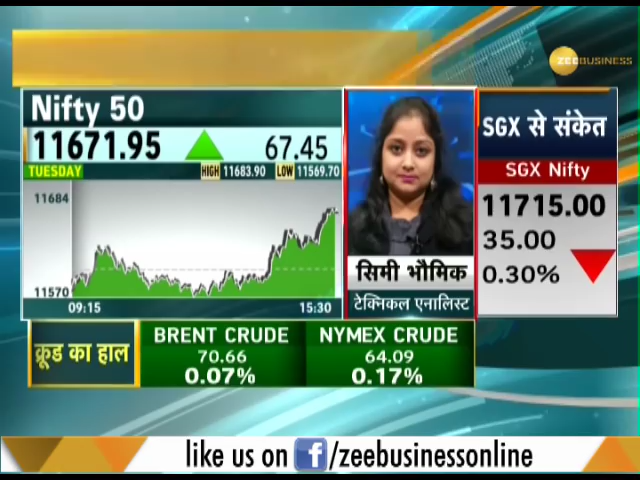 ZEEBUSINESS
Nifty 50
11671.95 67.45
TUESDAY HIGH 11683.90 LOW 11569.70
11684
11570
09:15 15:30
सिमी भौमिक
टेक्निकल एनालिस्ट
SGX से संकेत
SGX Nifty
11715.00
35.00
0.30%
क्रूड का हाल
BRENT CRUDE
70.66
0.07%
NYMEX CRUDE
64.09
0.17%
like us on f/zeebusinessonline